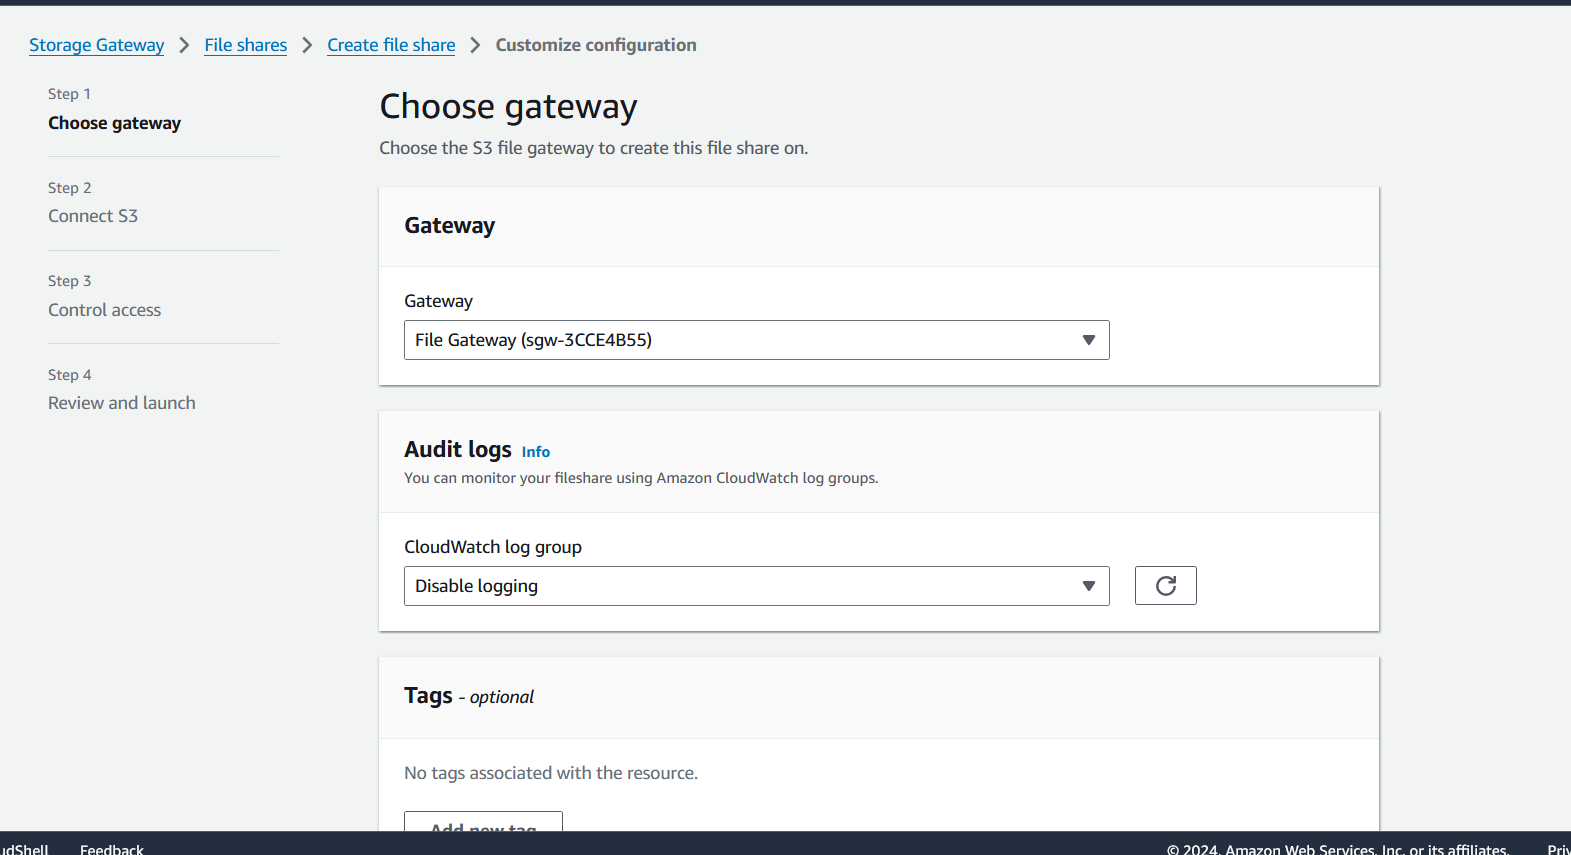 Storage Gateway > File shares > Create file share > Customize configuration
Step 1
Choose gateway
Step 2
Connect S3
Step 3
Control access
Step 4
Review and launch
Choose gateway
Choose the S3 file gateway to create this file share on.
Gateway
Gateway
File Gateway (sgw-3CCE4B55)
Audit logs Info
You can monitor your fileshare using Amazon CloudWatch log groups.
CloudWatch log group
Disable logging
Tags - optional
No tags associated with the resource.
Add new tag
udShell Feedback © 2024, Amazon Web Services, Inc. or its affiliates. Priv